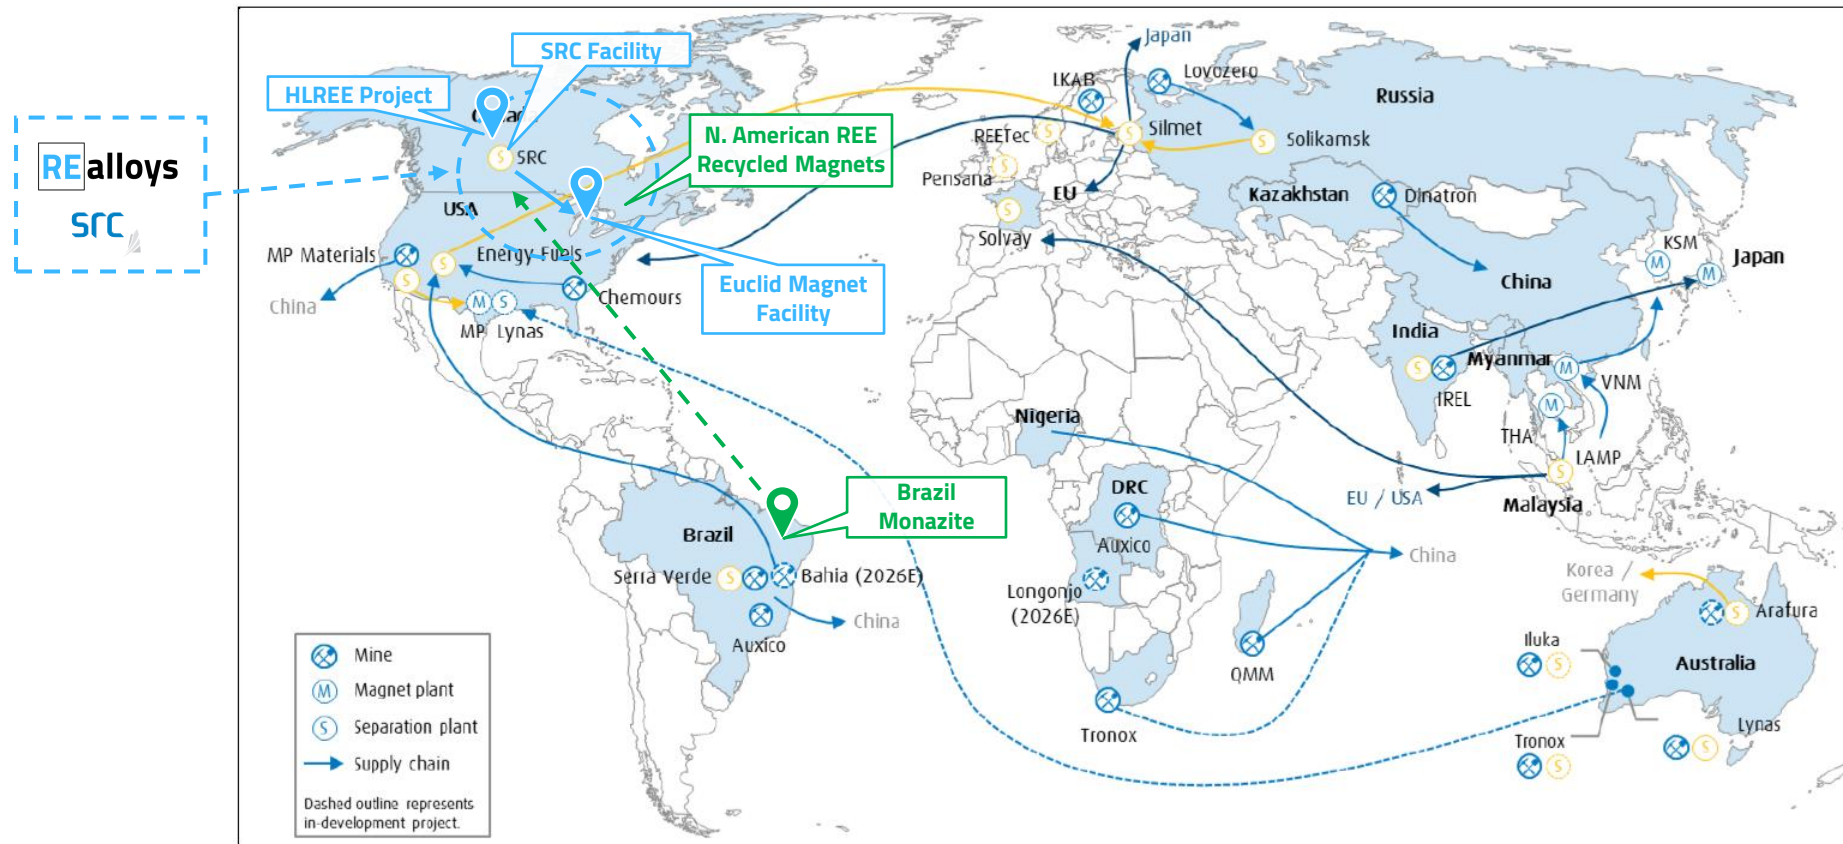 REalloys
src
SRC Facility
HLREE Project
Canada
S
SRC
N. American REE
Recycled Magnets
USA
MP Materials
China
S
S
Energy Fuels
Chemours
M
S
MP
Lynas
Euclid Magnet
Facility
Japan
LKAB
Lovozero
Russia
REETec
S
S
Silmet
S
Solikamsk
Pensana
S
EU
S
Solvay
Kazakhstan
Dinatron
China
KSM
M
Japan
M
India
S
IREL
Myanmar
M
VNM
M
THA
LAMP
S
EU / USA
Malaysia
Nigeria
DRC
Auxico
Longonjo
(2026E)
China
QMM
Tronox
Brazil
Monazite
Brazil
Serra Verde
S
Bahia (2026E)
Auxico
China
Korea /
Germany
S
Arafura
Iluka
S
Australia
Lynas
S
Tronox
S
Mine
M
Magnet plant
S
Separation plant
Supply chain
Dashed outline represents
in-development project.